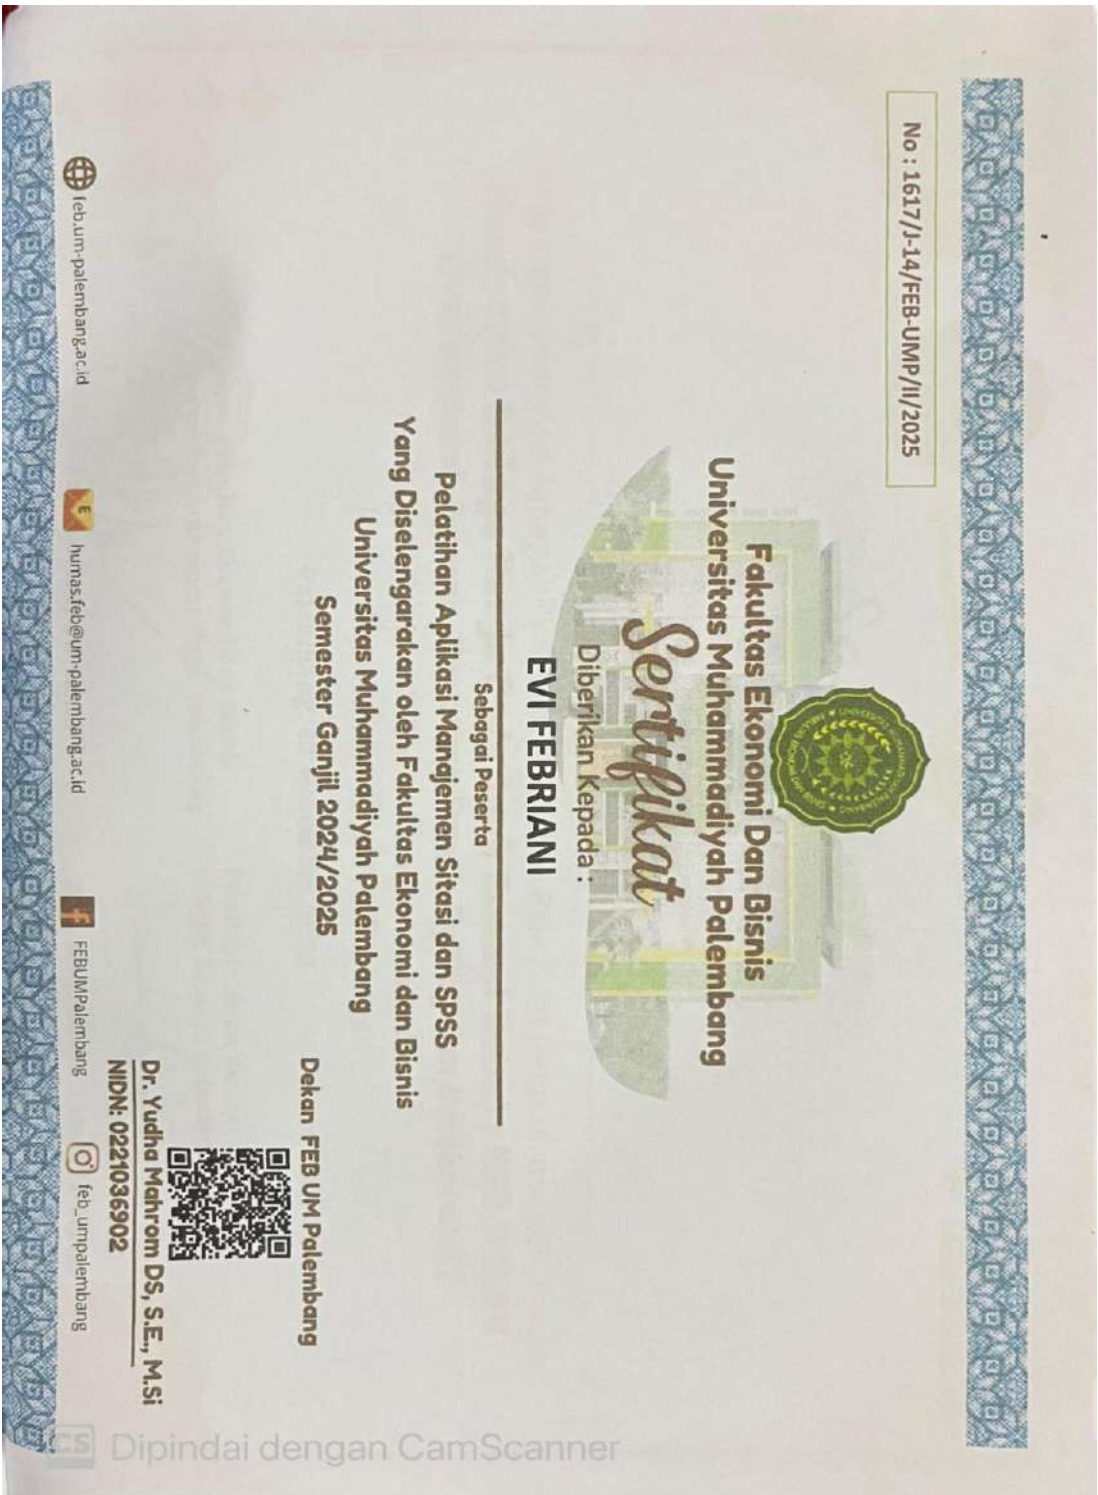 No : 1617/J-14/FEB-UMP/II/2025
Fakultas Ekonomi Dan Bisnis
Universitas Muhammadiyah Palembang
Sertifikat
Diberikan Kepada :
EVI FEBRIANI
Sebagai Peserta
Pelatihan Aplikasi Manajemen Sitasi dan SPSS
Yang Diselengarakan oleh Fakultas Ekonomi dan Bisnis
Universitas Muhammadiyah Palembang
Semester Ganjil 2024/2025
Dekan FEB UM Palembang
Dr. Yudha Mahrom DS, S.E., M.Si
NIDN: 0221036902
feb.um-palembang.ac.id
humas.feb@um-palembang.ac.id
FEBUMPalembang
feb_umpalembang
CS Dipindai dengan CamScanner